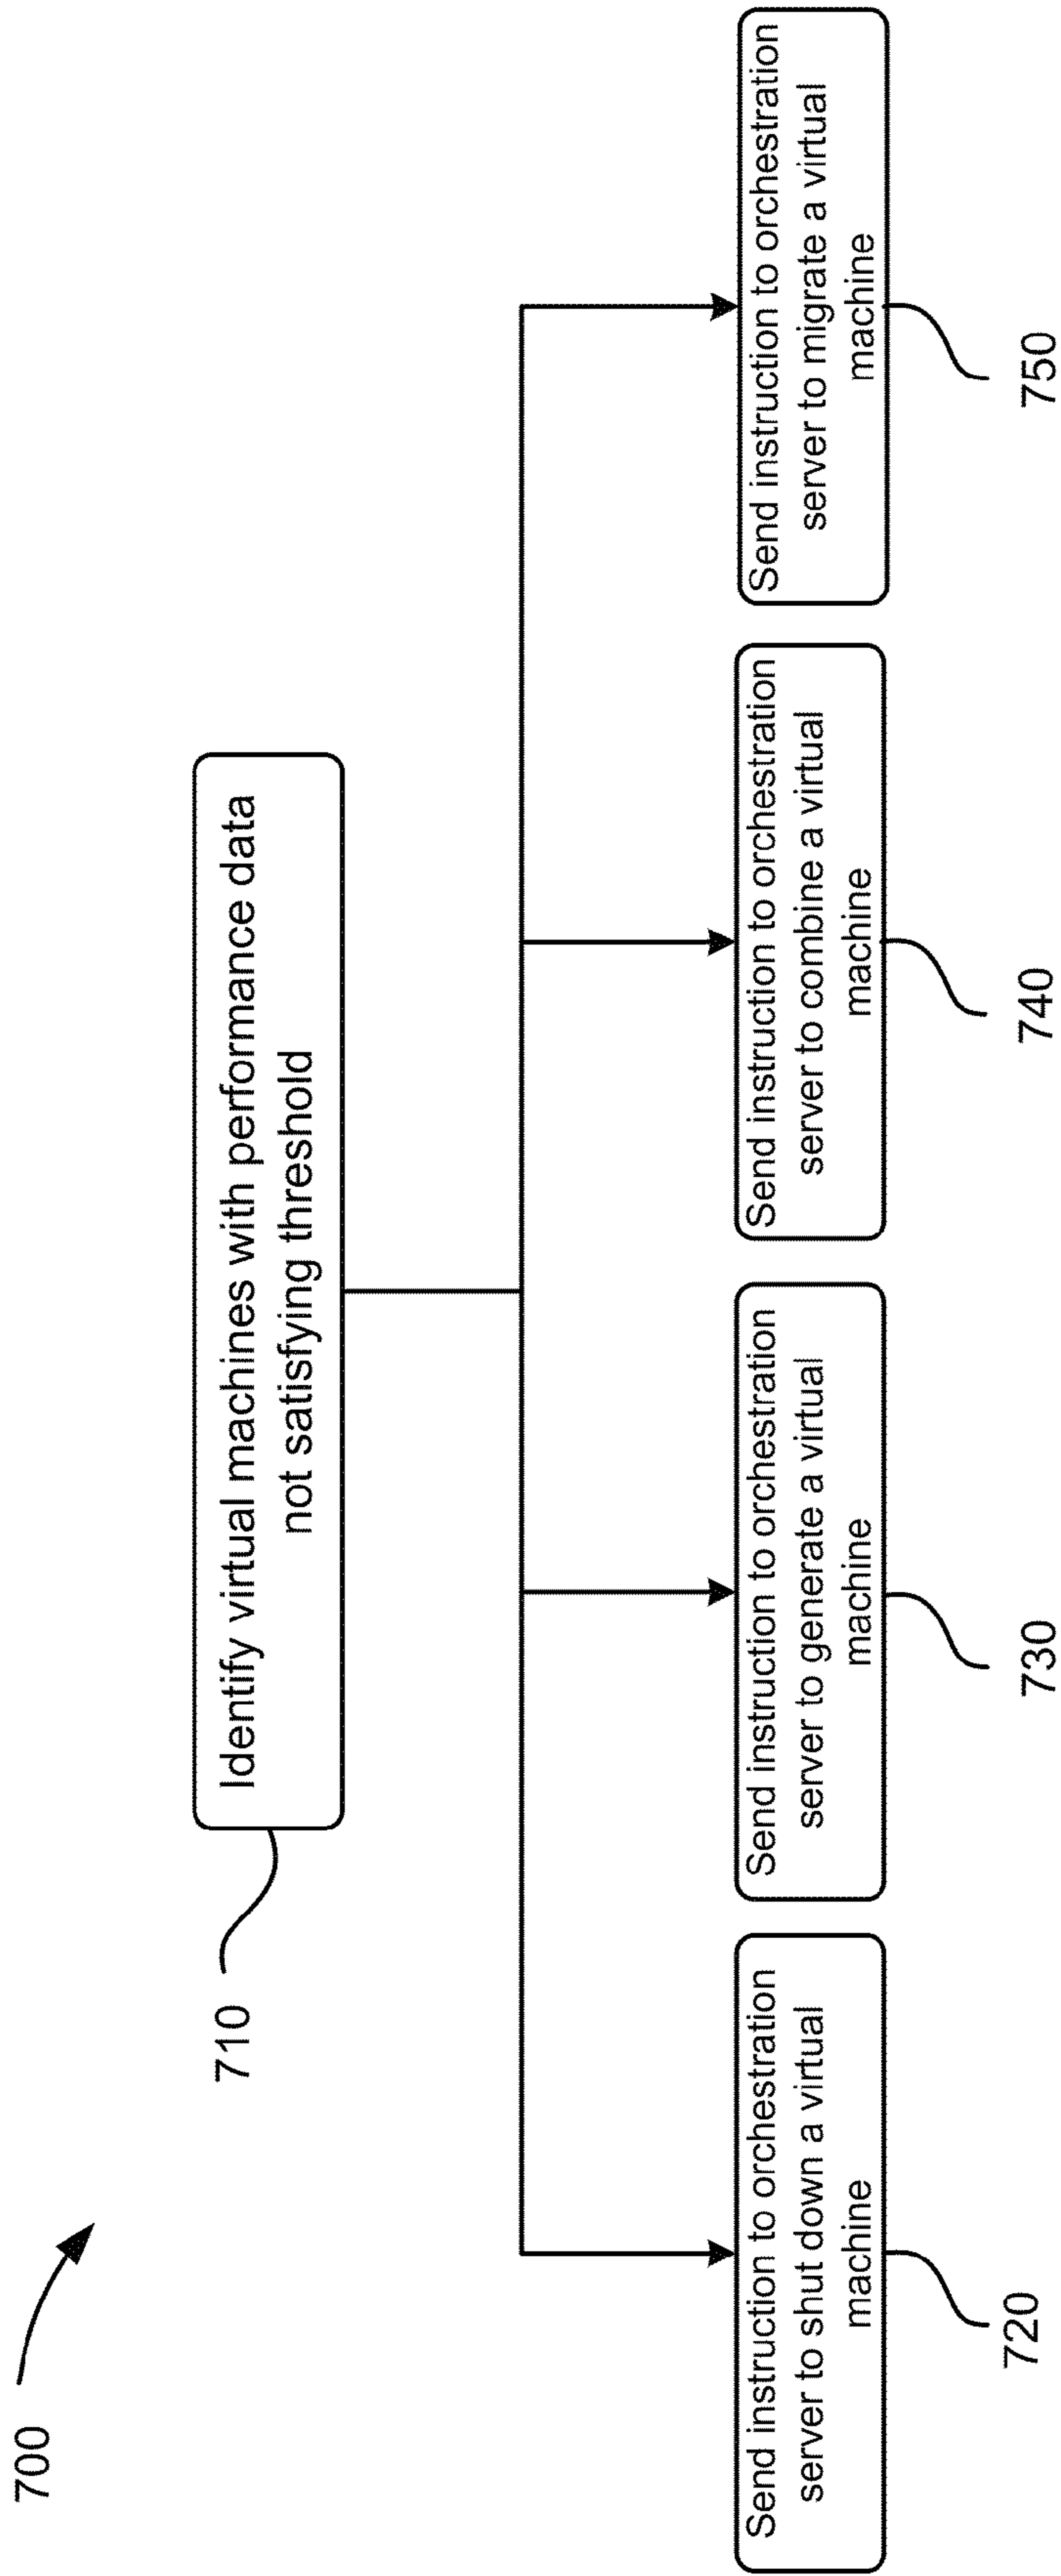 700
710
Identify virtual machines with performance data
not satisfying threshold
Send instruction to orchestration
server to shut down a virtual
machine
720
Send instruction to orchestration
server to generate a virtual
machine
730
Send instruction to orchestration
server to combine a virtual
machine
740
Send instruction to orchestration
server to migrate a virtual
machine
750